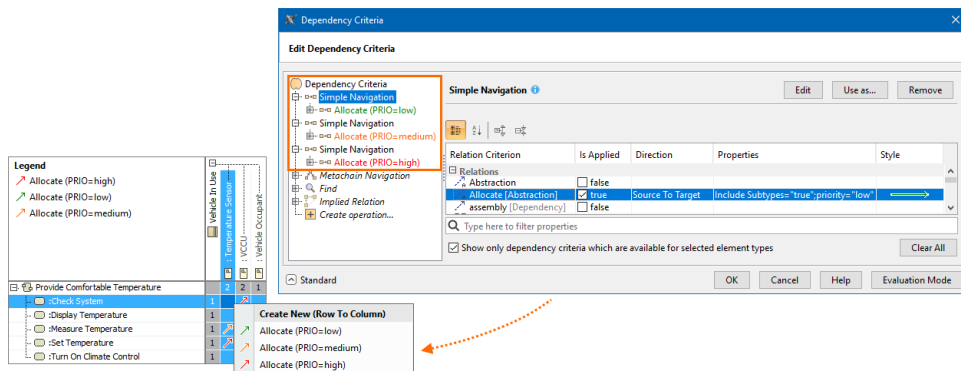 Dependency Criteria
Edit Dependency Criteria
Dependency Criteria
Simple Navigation
Allocate (PRIO=low)
Simple Navigation
Allocate (PRIO=medium)
Simple Navigation
Allocate (PRIO=high)
Metachain Navigation
Find
Implied Relation
Create operation...
Simple Navigation
Edit
Use as...
Remove
Relation Criterion Is Applied Direction Properties Style
Relations
Abstraction false
Allocate [Abstraction] true Source To Target Include Subtypes="true";priority="low"
assembly [Dependency] false
Type here to filter properties
Show only dependency criteria which are available for selected element types
Clear All
Standard
OK
Cancel
Help
Evaluation Mode
Legend
Allocate (PRIO=high)
Allocate (PRIO=low)
Allocate (PRIO=medium)
Vehicle In Use
: Temperature Sensor
: VCCU
: Vehicle Occupant
Provide Comfortable Temperature 2 2 1
:Check System 1
:Display Temperature 1
:Measure Temperature 1
:Set Temperature 1
:Turn On Climate Control 1
Create New (Row To Column)
Allocate (PRIO=low)
Allocate (PRIO=medium)
Allocate (PRIO=high)